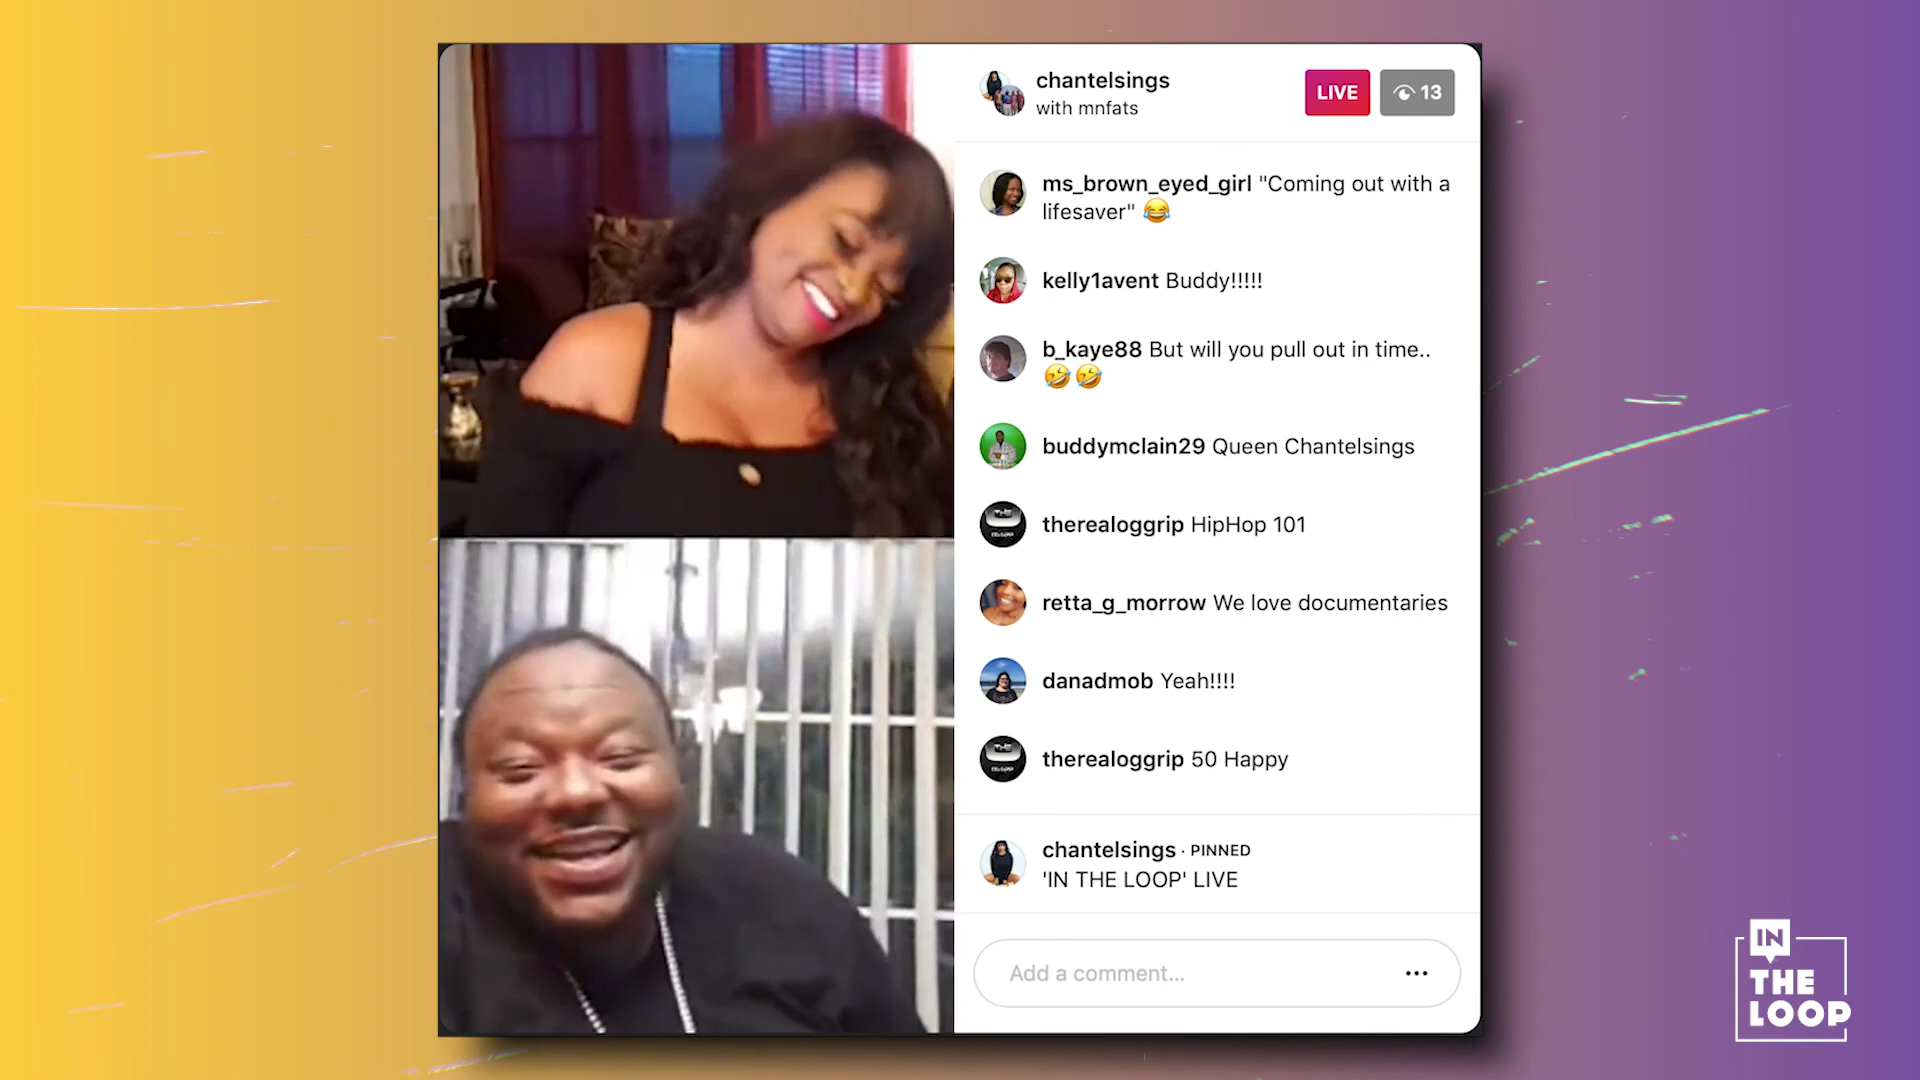 chantelsings
with mnfats
LIVE
13
ms_brown_eyed_girl "Coming out with a
lifesaver" 😂
kelly1avent Buddy!!!!!
b_kaye88 But will you pull out in time..
🤣🤣
buddymclain29 Queen Chantelsings
therealoggrip HipHop 101
retta_g_morrow We love documentaries
danadmob Yeah!!!!
therealoggrip 50 Happy
chantelsings · PINNED
'IN THE LOOP' LIVE
Add a comment...
IN
THE
LOOP